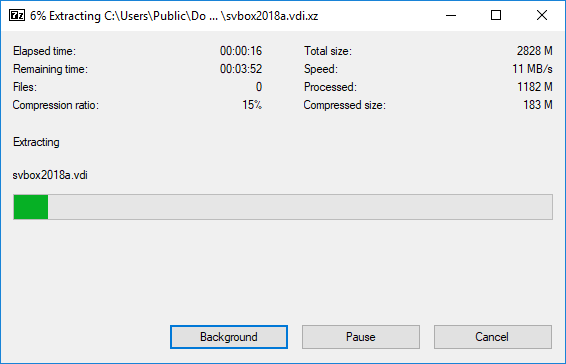 7z 6% Extracting C:\Users\Public\Do ... \svbox2018a.vdi.xz
Elapsed time: 00:00:16 Total size: 2828 M
Remaining time: 00:03:52 Speed: 11 MB/s
Files: 0 Processed: 1182 M
Compression ratio: 15% Compressed size: 183 M
Extracting
svbox2018a.vdi
Background Pause Cancel